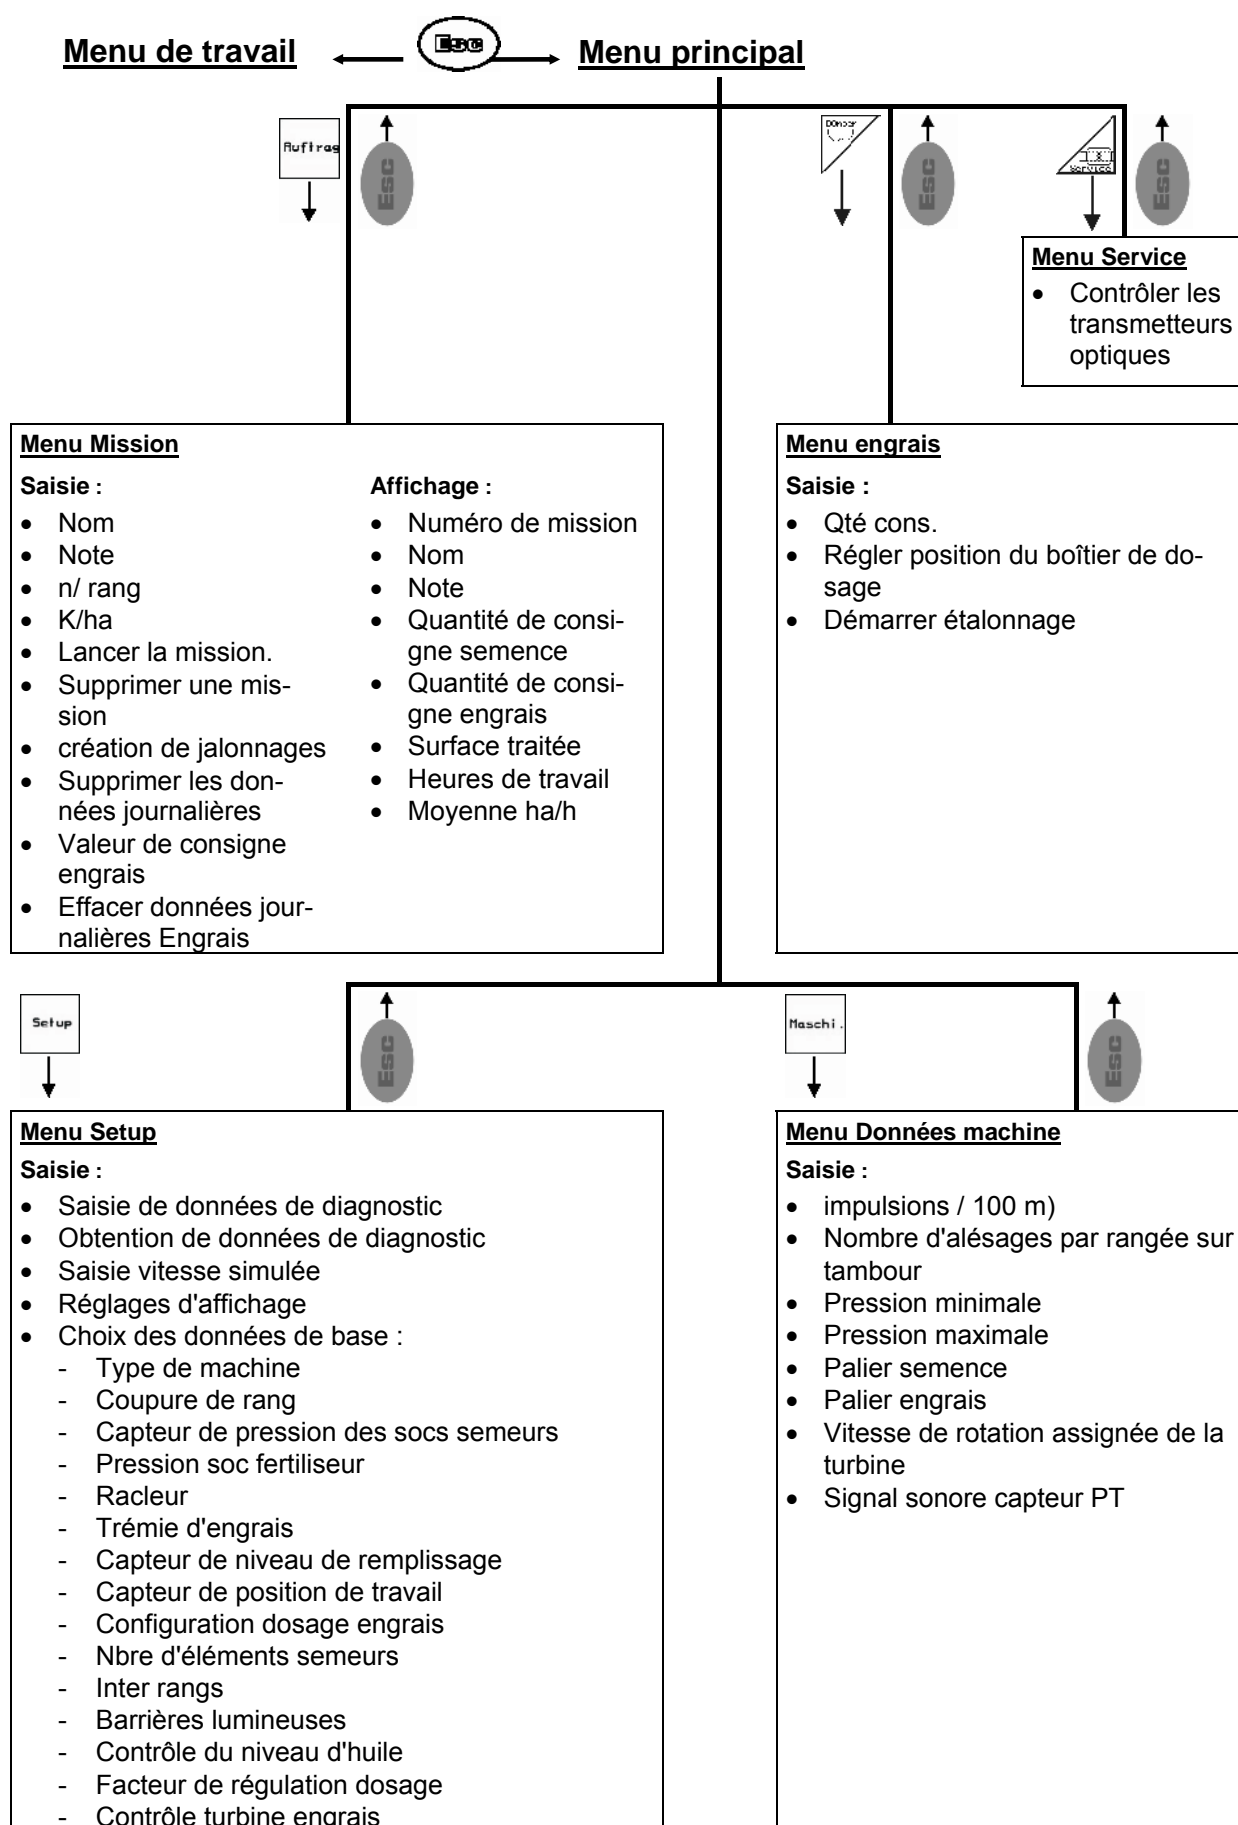 Menu de travail
Esc
Menu principal
Auftrag
Esc
Dünger
Esc
Service
Esc
Menu Service
• Contrôler les
transmetteurs
optiques
Menu Mission
Saisie :
• Nom
• Note
• n/ rang
• K/ha
• Lancer la mission.
• Supprimer une mis-
sion
• création de jalonnages
• Supprimer les don-
nées journalières
• Valeur de consigne
engrais
• Effacer données jour-
nalières Engrais
Affichage :
• Numéro de mission
• Nom
• Note
• Quantité de consi-
gne semence
• Quantité de consi-
gne engrais
• Surface traitée
• Heures de travail
• Moyenne ha/h
Menu engrais
Saisie :
• Qté cons.
• Régler position du boîtier de do-
sage
• Démarrer étalonnage
Setup
Esc
Maschi.
Esc
Menu Setup
Saisie :
• Saisie de données de diagnostic
• Obtention de données de diagnostic
• Saisie vitesse simulée
• Réglages d'affichage
• Choix des données de base :
- Type de machine
- Coupure de rang
- Capteur de pression des socs semeurs
- Pression soc fertiliseur
- Racleur
- Trémie d'engrais
- Capteur de niveau de remplissage
- Capteur de position de travail
- Configuration dosage engrais
- Nbre d'éléments semeurs
- Inter rangs
- Barrières lumineuses
- Contrôle du niveau d'huile
- Facteur de régulation dosage
- Contrôle turbine engrais
Menu Données machine
Saisie :
• impulsions / 100 m)
• Nombre d'alésages par rangée sur
tambour
• Pression minimale
• Pression maximale
• Palier semence
• Palier engrais
• Vitesse de rotation assignée de la
turbine
• Signal sonore capteur PT